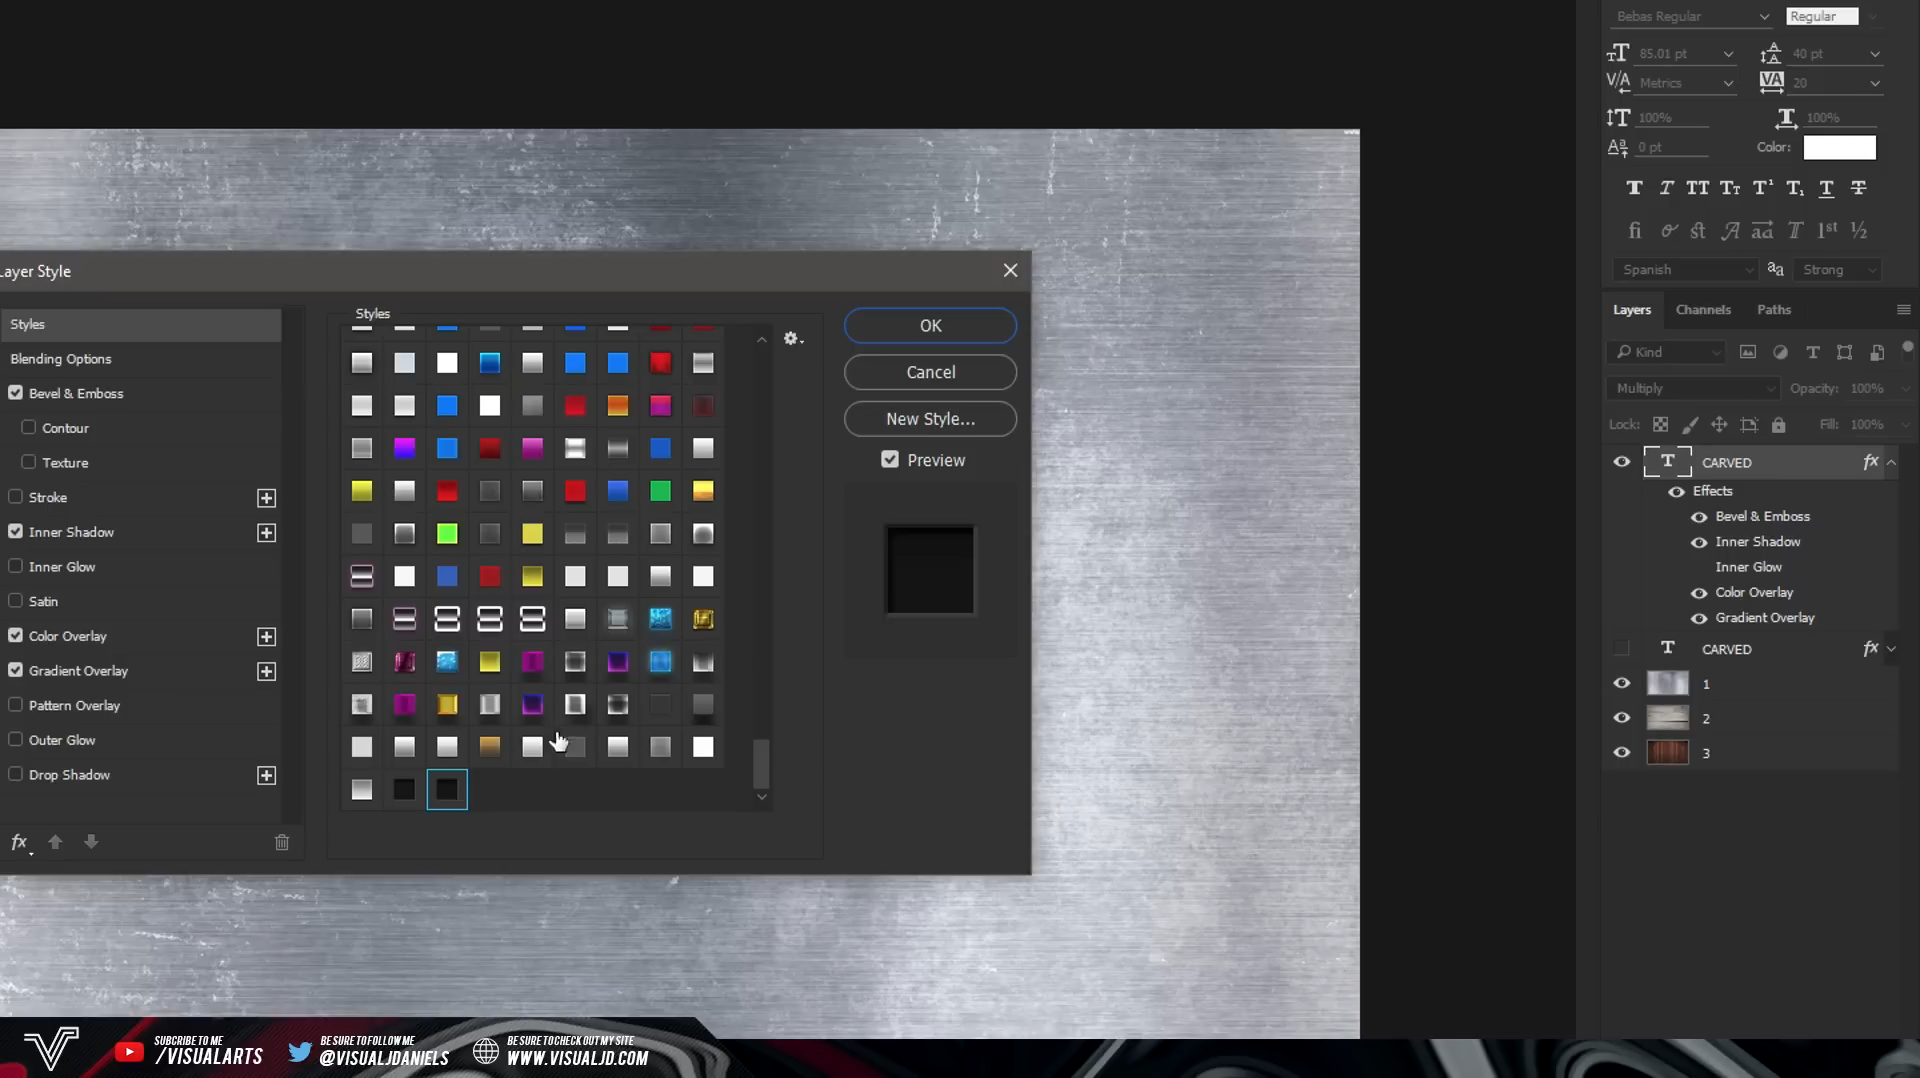 Bebas Regular
Regular
85.01 pt
40 pt
Metrics
20
100%
100%
0 pt
Color:
Spanish
Strong
Layers
Channels
Paths
Kind
Multiply
Opacity: 100%
Lock:
Fill: 100%
CARVED
fx
Effects
Bevel & Emboss
Inner Shadow
Inner Glow
Color Overlay
Gradient Overlay
CARVED
fx
1
2
3
Layer Style
Styles
Blending Options
Bevel & Emboss
Contour
Texture
Stroke
Inner Shadow
Inner Glow
Satin
Color Overlay
Gradient Overlay
Pattern Overlay
Outer Glow
Drop Shadow
fx
Styles
OK
Cancel
New Style...
Preview
SUBCRIBE TO ME
/VISUALARTS
BE SURE TO FOLLOW ME
@VISUALJDANIELS
BE SURE TO CHECK OUT MY SITE
WWW.VISUALJD.COM